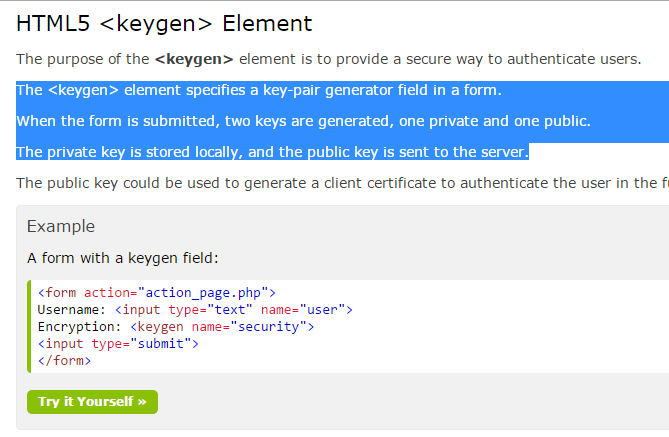 HTML5 <keygen> Element
The purpose of the <keygen> element is to provide a secure way to authenticate users.
The <keygen> element specifies a key-pair generator field in a form.
When the form is submitted, two keys are generated, one private and one public.
The private key is stored locally, and the public key is sent to the server.
The public key could be used to generate a client certificate to authenticate the user in the
Example
A form with a keygen field:
<form action="action_page.php">
Username: <input type="text" name="user">
Encryption: <keygen name="security">
<input type="submit">
</form>
Try it Yourself »